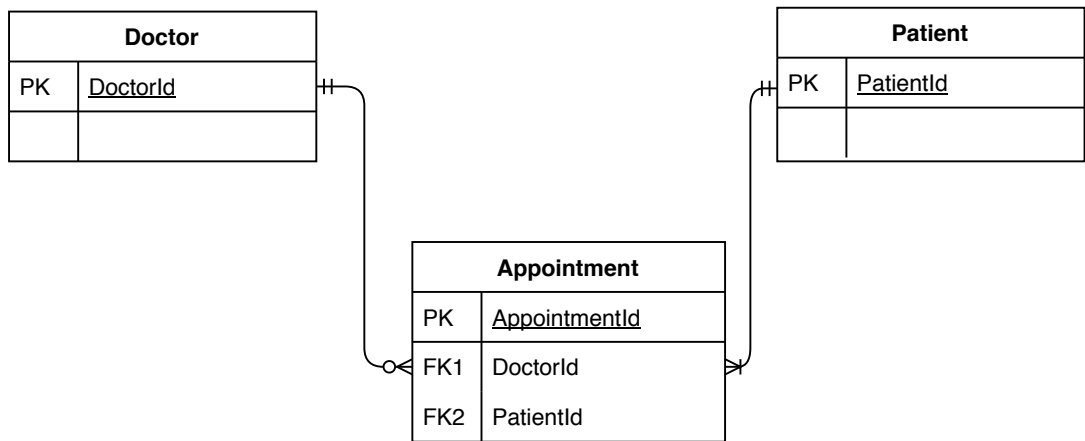 Doctor
PK DoctorId
Patient
PK PatientId
Appointment
PK AppointmentId
FK1 DoctorId
FK2 PatientId